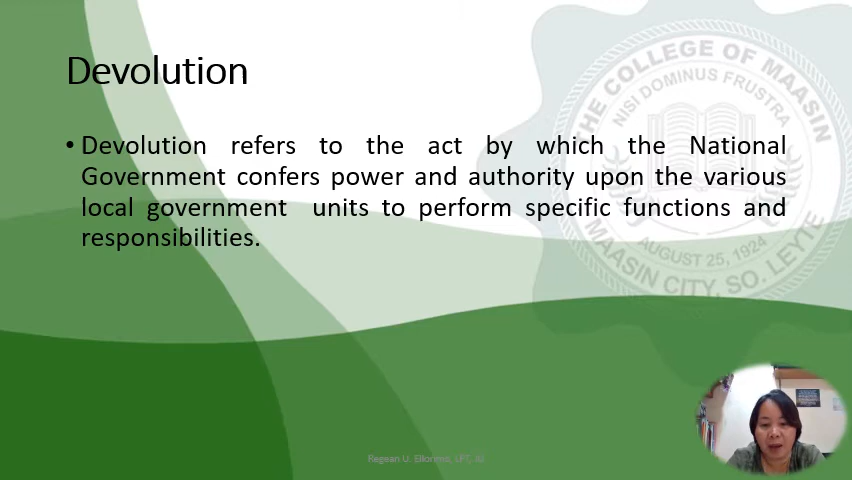 Devolution
• Devolution refers to the act by which the National
Government confers power and authority upon the various
local government units to perform specific functions and
responsibilities.
THE COLLEGE OF MAASIN
NISI DOMINUS FRUSTRA
AUGUST 25, 1924
MAASIN CITY, SO. LEYTE
Regean U.